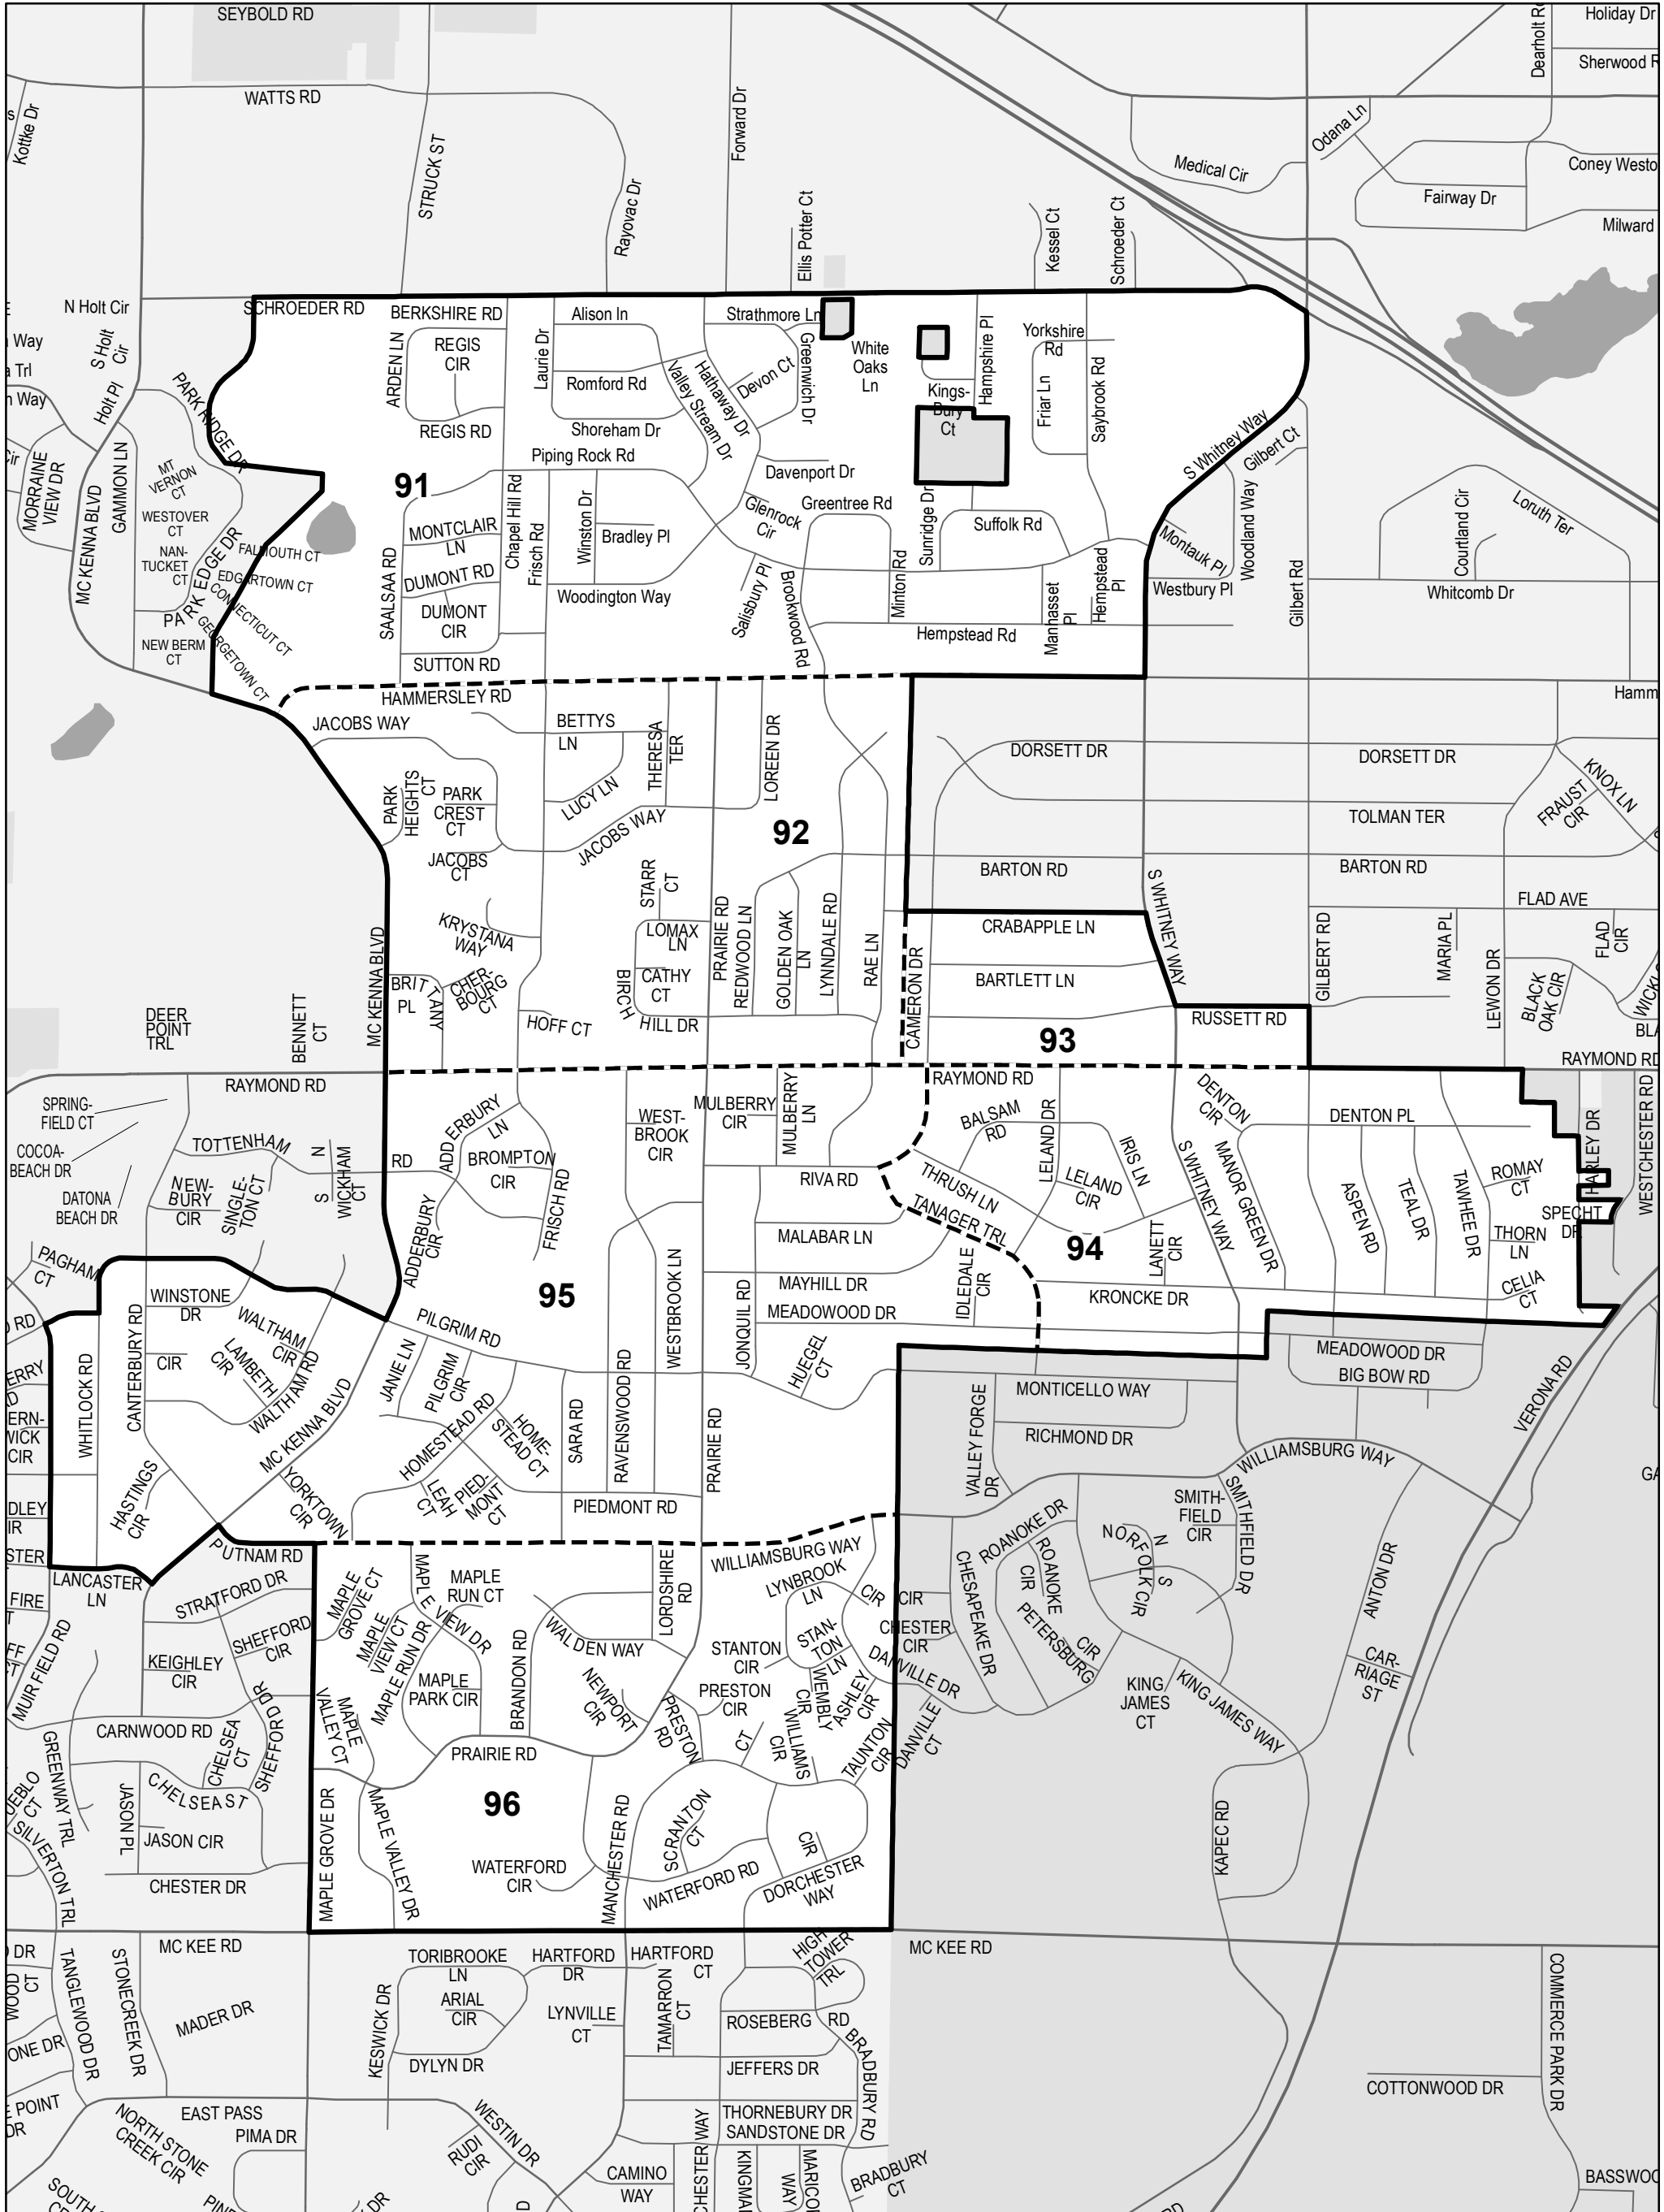 SEYBOLD RD
Holiday Dr
Dearholt
Sherwood
WATTS RD
Kottke Dr
STRUCK ST
Forward Dr
Rayovac Dr
Odana Ln
Medical Cir
Coney Westo
Fairway Dr
Milward
Ellis Potter Ct
Kessel Ct
Schroeder Ct
N Holt Cir
S Holt
Cir
Way
Trl
Way
Holt Pl
SCHROEDER RD
BERKSHIRE RD
ARDEN LN
REGIS
CIR
REGIS RD
Laurie Dr
Alison ln
Romford Rd
Shoreham Dr
Strathmore Ln
Valley Stream Dr
Hathaway Dr
Devon Ct
Greenwich Dr
White
Oaks
Ln
Kings-
Bury
Ct
Hampshire Pl
Yorkshire
Rd
Friar Ln
Saybrook Rd
S Whitney Way
Gilbert Ct
PARK RIDGE DR
MORRAINE
VIEW DR
MC KENNA BLVD
GAMMON LN
MT
VERNON
CT
WESTOVER
CT
NAN-
TUCKET
CT
PARK EDGE DR
NEW BERM
CT
FALMOUTH CT
EDGARTOWN CT
CONNECTICUT CT
GEORGETOWN CT
91
Piping Rock Rd
MONTCLAIR
LN
DUMONT RD
DUMONT
CIR
SAALSAA RD
SUTTON RD
Chapel Hill Rd
Frisch Rd
Winston Dr
Bradley Pl
Woodington Way
Davenport Dr
Glenrock
Cir
Greentree Rd
Salisbury Pl
Brookwood Rd
Minton Rd
Sunridge Dr
Suffolk Rd
Hempstead Rd
Manhasset
Pl
Hempstead
Pl
Montauk Pl
Westbury Pl
Woodland Way
Gilbert Rd
Courtland Cir
Loruth Ter
Whitcomb Dr
Hamm
HAMMERSLEY RD
JACOBS WAY
BETTYS
LN
THERESA
TER
LOREEN DR
LUCY LN
PARK
HEIGHTS
CT
PARK
CREST
CT
JACOBS
CT
JACOBS WAY
92
DORSETT DR
DORSETT DR
TOLMAN TER
FRAUST
CIR
KNOX LN
BARTON RD
BARTON RD
STARR
CT
KRYSTANA
WAY
LOMAX
LN
CATHY
CT
BIRCH
HILL DR
PRAIRIE RD
REDWOOD LN
GOLDEN OAK
LN
LYNNDALE RD
RAE LN
CAMERON DR
CRABAPPLE LN
BARTLETT LN
S WHITNEY WAY
GILBERT RD
MARIA PL
FLAD AVE
FLAD
CIR
LEWON DR
BLACK
OAK CIR
MC KENNA BLVD
BRITTANY
PL
CHER-
BOURG
CT
HOFF CT
DEER
POINT
TRL
BENNETT
CT
93
RUSSETT RD
RAYMOND RD
RAYMOND RD
RAYMOND RD
SPRING-
FIELD CT
COCOA-
BEACH DR
DATONA
BEACH DR
TOTTENHAM
RD
NEW-
BURY
CIR
SINGLE-
TON CT
N
S
WICKHAM
CT
PAGHAM
CT
ADDERBURY
LN
BROMPTON
CIR
ADDERBURY
CIR
FRISCH RD
WEST-
BROOK
CIR
MULBERRY
CIR
MULBERRY
LN
RIVA RD
MALABAR LN
MAYHILL DR
MEADOWOOD DR
WESTBROOK LN
JONQUIL RD
BALSAM
RD
THRUSH LN
TANAGER TRL
LELAND DR
LELAND
CIR
IRIS LN
LANETT
CIR
IDLEDALE
CIR
94
KRONCKE DR
S WHITNEY WAY
DENTON
CIR
MANOR GREEN DR
DENTON PL
ASPEN RD
TEAL DR
TAWHEE DR
ROMAY
CT
THORN
LN
CELIA
CT
SPECHT
DR
HARLEY DR
WESTCHESTER RD
95
WINSTONE
DR
WALTHAM
CIR
CIR
LAMBETH
CIR
WALTHAM RD
CANTERBURY RD
WHITLOCK RD
HASTINGS
CIR
MC KENNA BLVD
YORKTOWN
CIR
PILGRIM RD
JANIE LN
PILGRIM
CIR
HOMESTEAD RD
HOME-
STEAD CT
LEAH
CT
PIED-
MONT
CT
SARA RD
RAVENSWOOD RD
PIEDMONT RD
PRAIRIE RD
HUEGEL
CT
MEADOWOOD DR
BIG BOW RD
MONTICELLO WAY
VALLEY FORGE
DR
RICHMOND DR
WILLIAMSBURG WAY
VERONA RD
SMITH-
FIELD
CIR
SMITHFIELD DR
ROANOKE DR
ROANOKE
CIR
NORFOLK CIR
N
S
PETERSBURG
CIR
CHESAPEAKE DR
KING
JAMES
CT
KING JAMES WAY
ANTON DR
CAR-
RIAGE
ST
KAPEC RD
PUTNAM RD
LANCASTER
LN
STRATFORD DR
SHEFFORD
CIR
KEIGHLEY
CIR
MUIR FIELD RD
CARNWOOD RD
SHEFFORD DR
CHELSEA
CT
CHELSEA ST
GREENWAY TRL
JASON PL
JASON CIR
CHESTER DR
SILVERTON TRL
MAPLE
GROVE CT
MAPLE
VIEW CT
MAPLE VIEW DR
MAPLE
RUN CT
MAPLE RUN DR
MAPLE
PARK CIR
MAPLE
VALLEY CT
BRANDON RD
WALDEN WAY
LORDSHIRE
RD
NEWPORT
CIR
PRAIRIE RD
WILLIAMSBURG WAY
LYNBROOK
LN
CIR
CIR
CHESTER
CIR
STANTON
CIR
STAN-
TON
LN
PRESTON
CIR
PRESTON
RD
CT
WEMBLY
CIR
ASHLEY
CIR
WILLIAMS
CIR
TAUNTON
CIR
DANVILLE DR
DANVILLE
CT
96
MAPLE GROVE DR
MAPLE VALLEY DR
WATERFORD
CIR
MANCHESTER RD
SCRANTON
CT
WATERFORD RD
CIR
DORCHESTER
WAY
MC KEE RD
MC KEE RD
TANGLEWOOD DR
STONECREEK DR
MADER DR
KESWICK DR
TORIBROOKE
LN
ARIAL
CIR
DYLYN DR
HARTFORD
DR
HARTFORD
CT
LYNVILLE
CT
TAMARRON
CT
HIGH
TOWER
TRL
ROSEBERG RD
JEFFERS DR
BRADBURY RD
THORNEBURY DR
SANDSTONE DR
BRADBURY
CT
EAST PASS
PIMA DR
NORTH STONE
CREEK CIR
WESTIN DR
RUDI
CIR
CAMINO
WAY
COTTONWOOD DR
COMMERCE PARK DR